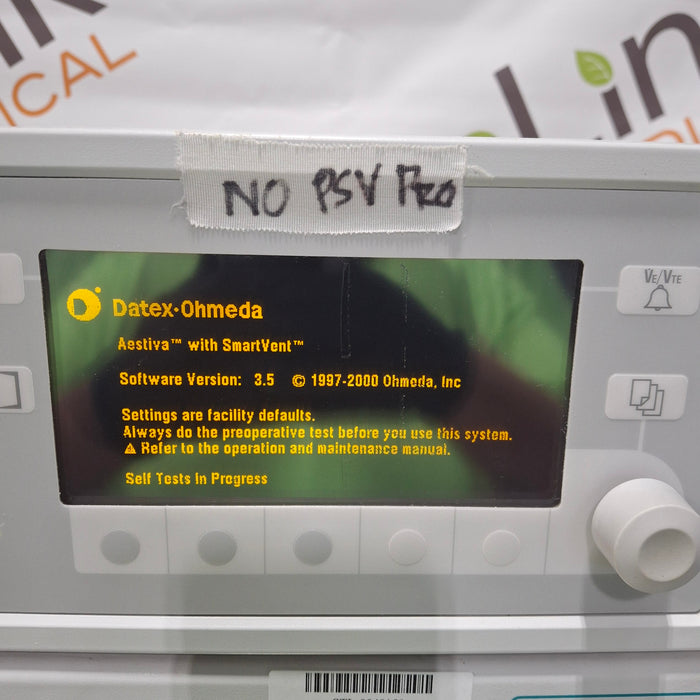 CAL
Lin
NO PSV Pro
Datex-Ohmeda
Aestiva™ with SmartVent™
Software Version: 3.5 © 1997-2000 Ohmeda, Inc
Settings are facility defaults.
Always do the preoperative test before you use this system.
Refer to the operation and maintenance manual.
Self Tests in Progress
VE/VTE